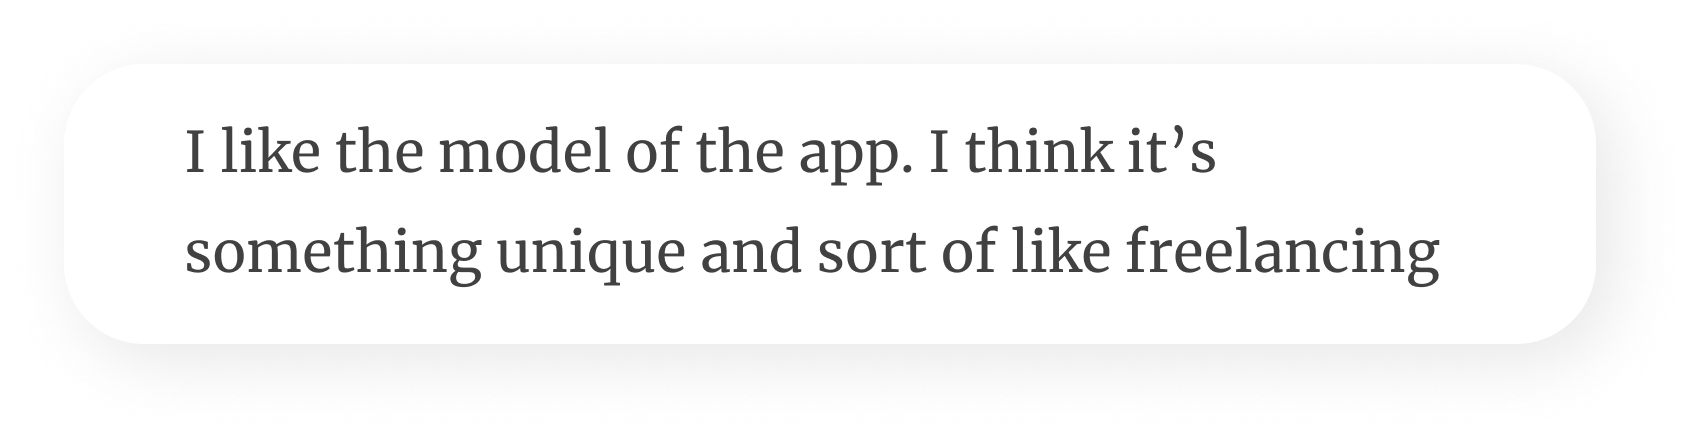 I like the model of the app. I think it’s
something unique and sort of like freelancing